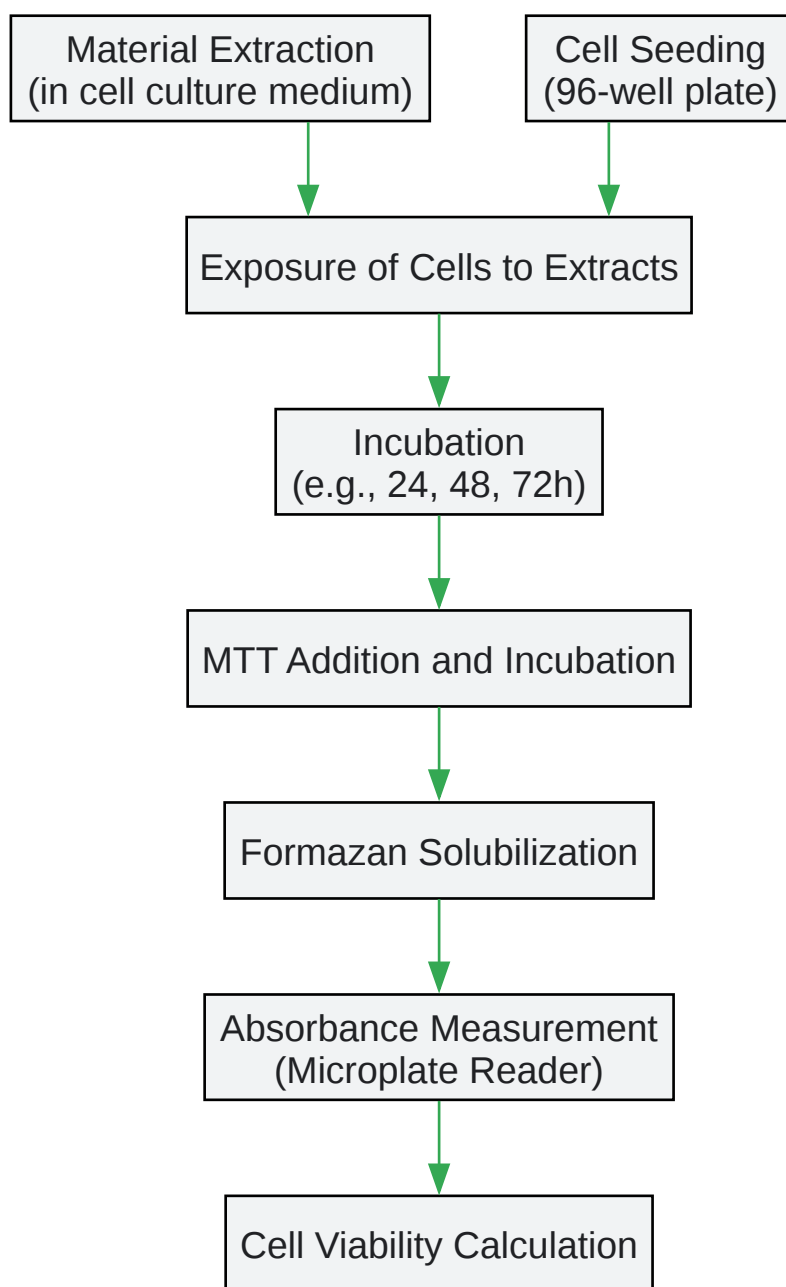 Material Extraction
(in cell culture medium)
Cell Seeding
(96-well plate)
Exposure of Cells to Extracts
Incubation
(e.g., 24, 48, 72h)
MTT Addition and Incubation
Formazan Solubilization
Absorbance Measurement
(Microplate Reader)
Cell Viability Calculation